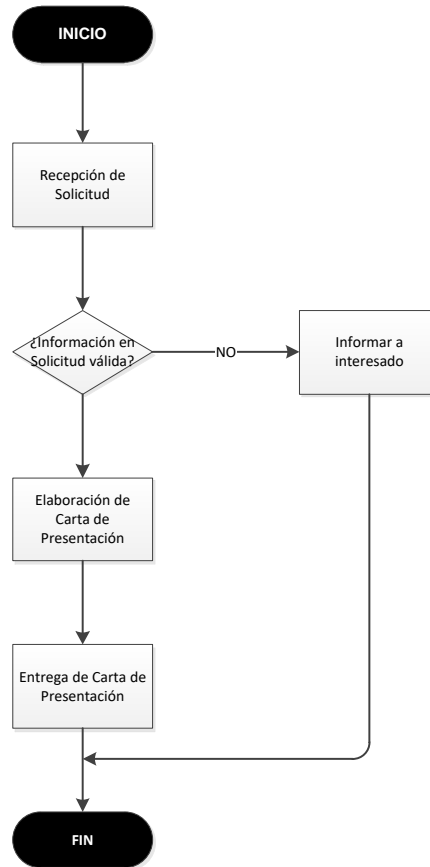 INICIO
Recepción de
Solicitud
¿Información en
Solicitud válida?
NO
Informar a
interesado
Elaboración de
Carta de
Presentación
Entrega de Carta de
Presentación
FIN